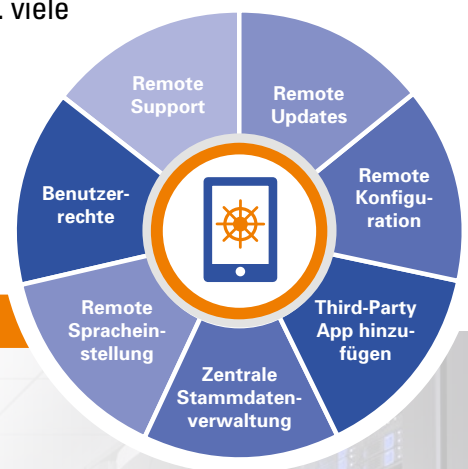 . viele
Remote
Support
Remote
Updates
Remote
Konfigu-
ration
Third-Party
App hinzu-
fügen
Zentrale
Stammdaten-
verwaltung
Remote
Sprachein-
stellung
Benutzer-
rechte